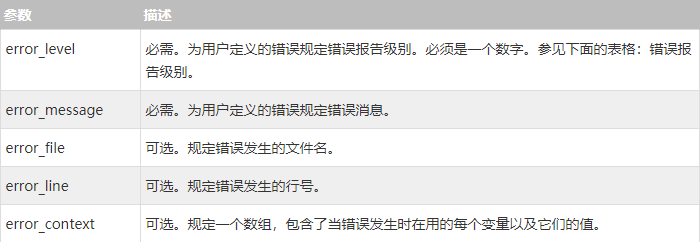 参数 描述
error_level 必需。为用户定义的错误规定错误报告级别。必须是一个数字。参见下面的表格：错误报
告级别。
error_message 必需。为用户定义的错误规定错误消息。
error_file 可选。规定错误发生的文件名。
error_line 可选。规定错误发生的行号。
error_context 可选。规定一个数组，包含了当错误发生时在用的每个变量以及它们的值。